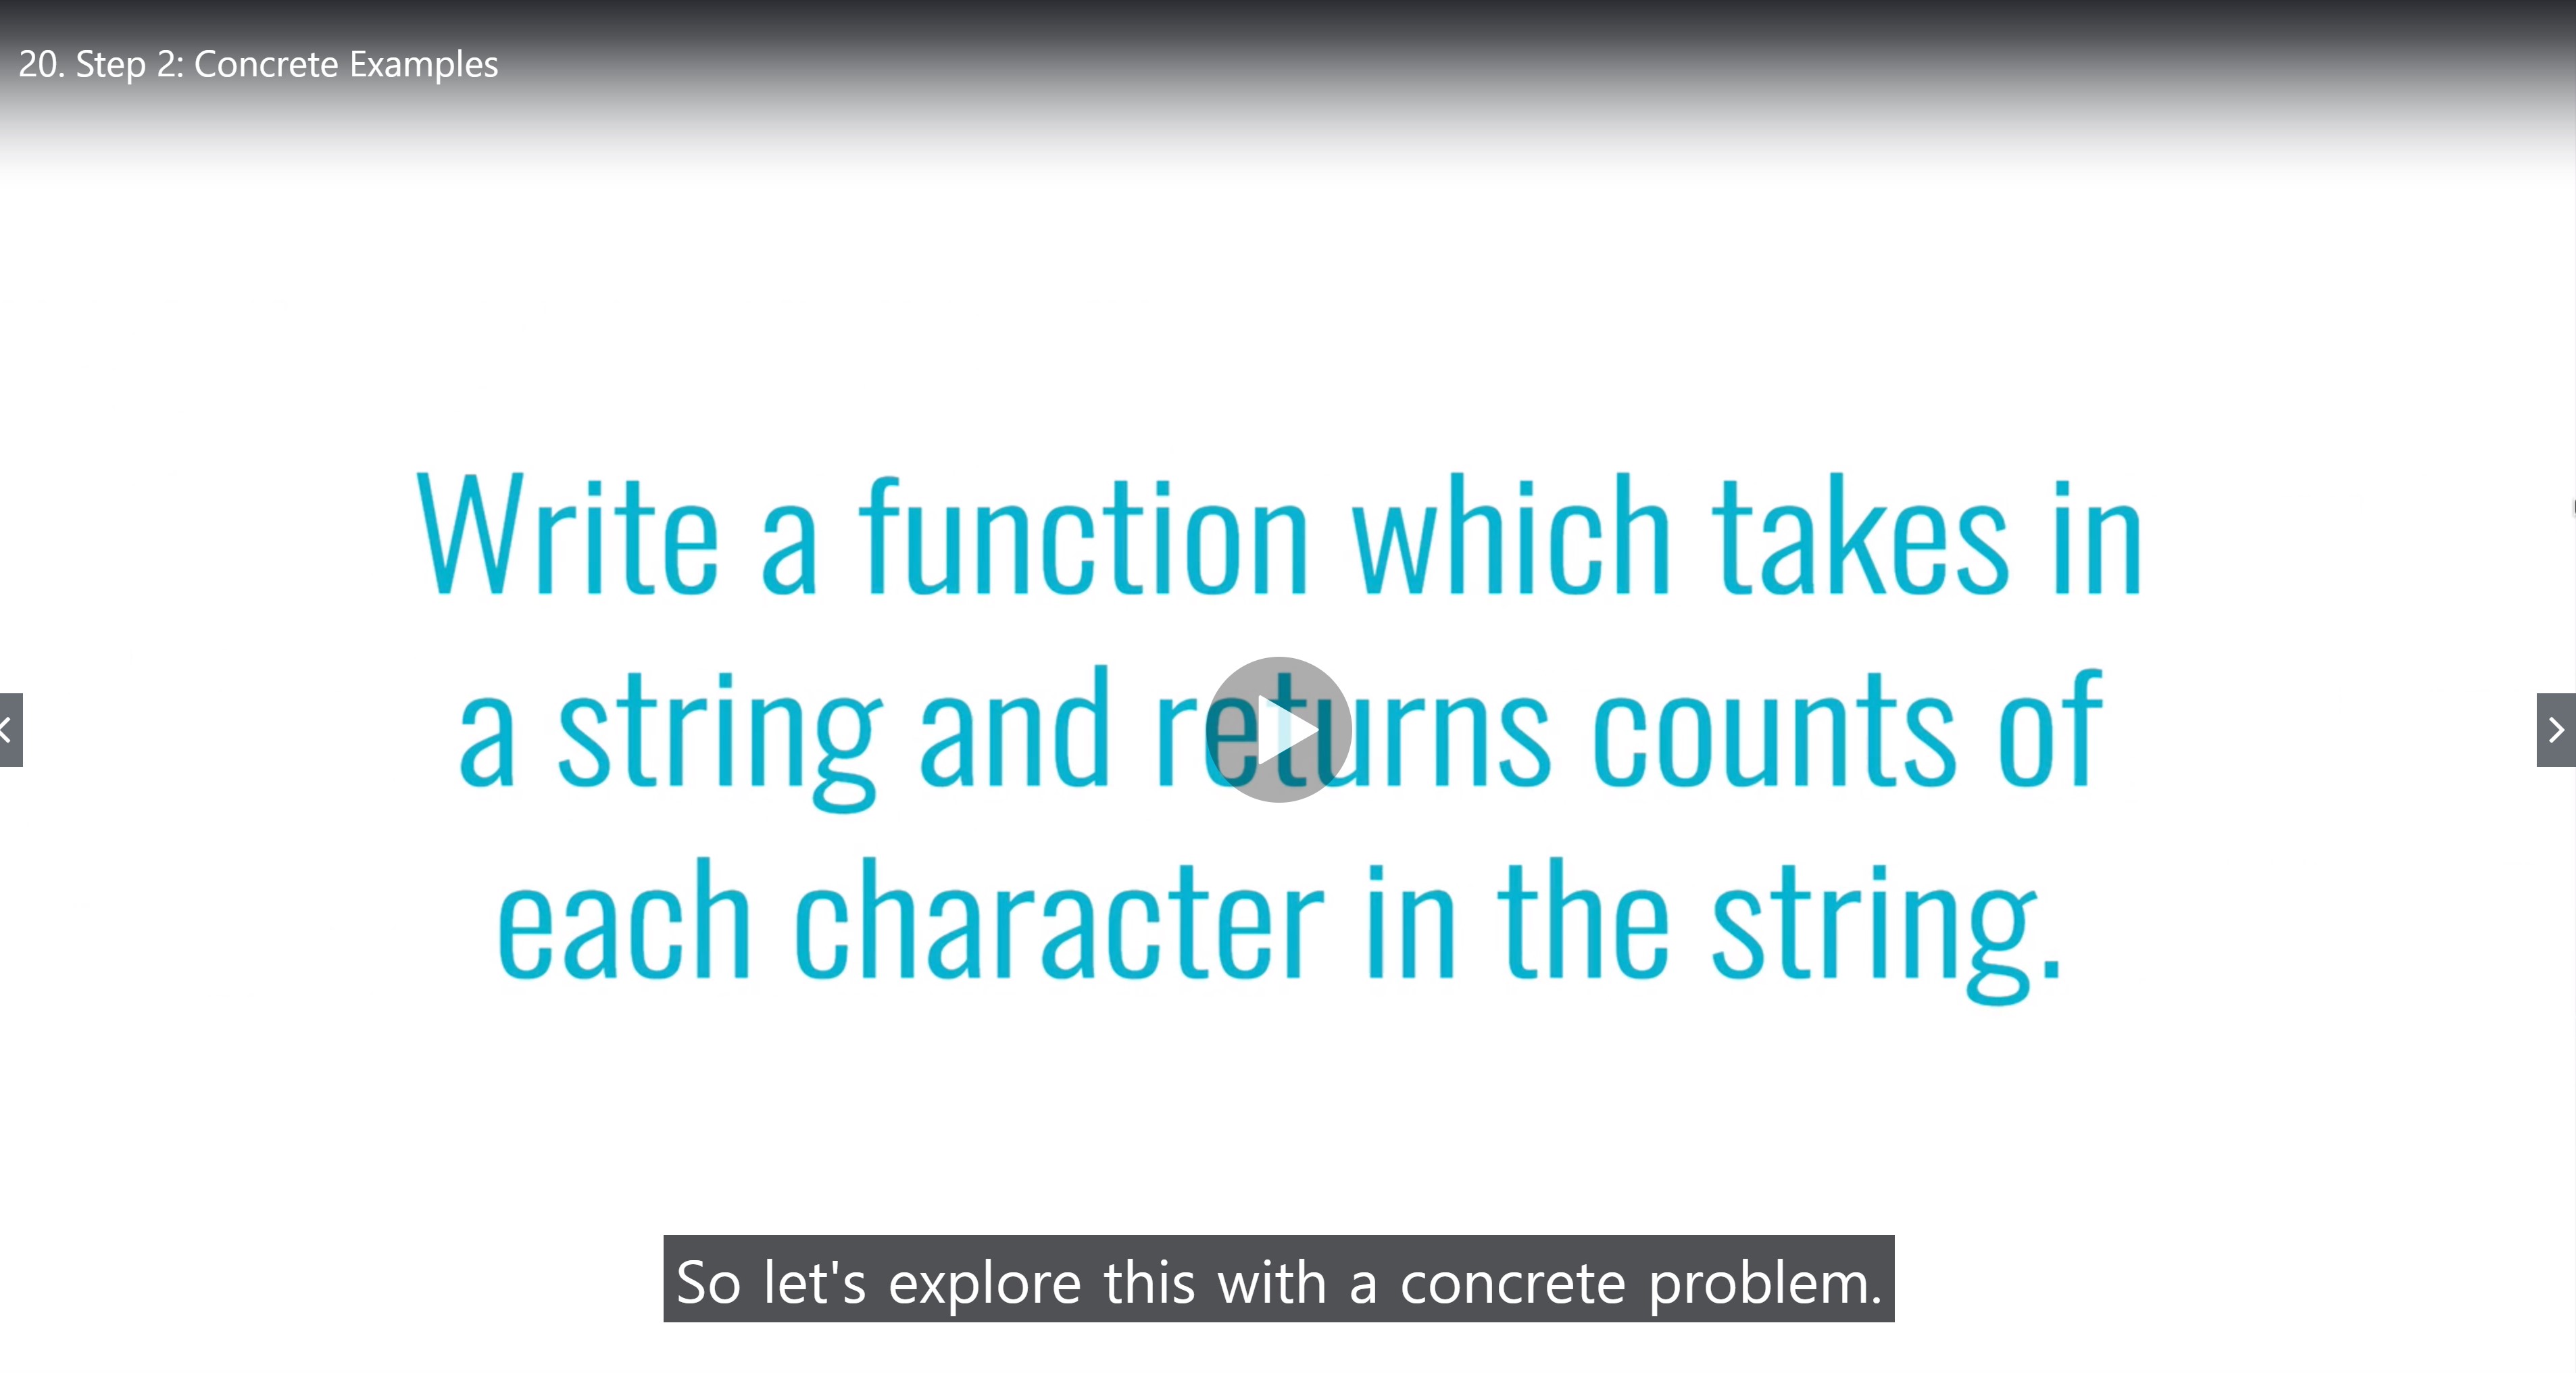 20. Step 2: Concrete Examples
Write a function which takes in
a string and returns counts of
each character in the string.
So let's explore this with a concrete problem.